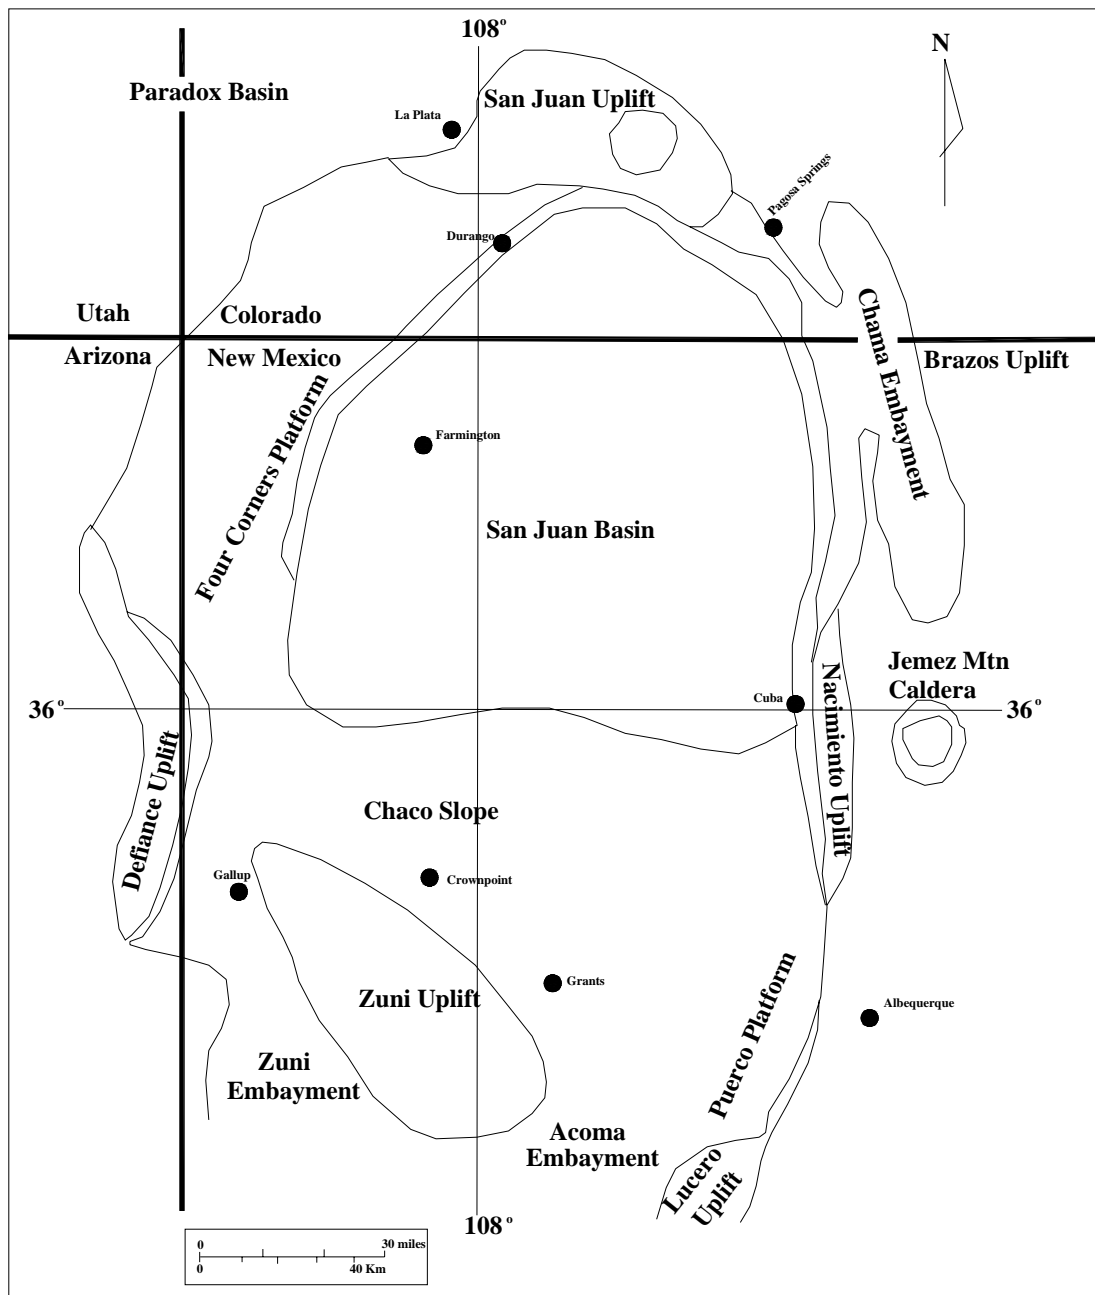 108°
N
Paradox Basin
San Juan Uplift
La Plata
Pagosa Springs
Durango
Utah
Colorado
Chama Embayment
Arizona
New Mexico
Brazos Uplift
Four Corners Platform
Farmington
San Juan Basin
Jemez Mtn
Caldera
Nacimiento Uplift
Cuba
36°
36°
Defiance Uplift
Chaco Slope
Gallup
Crownpoint
Zuni Uplift
Grants
Puerco Platform
Albequerque
Zuni
Embayment
Acoma
Embayment
Lucero
Uplift
108°
0
30 miles
0
40 Km